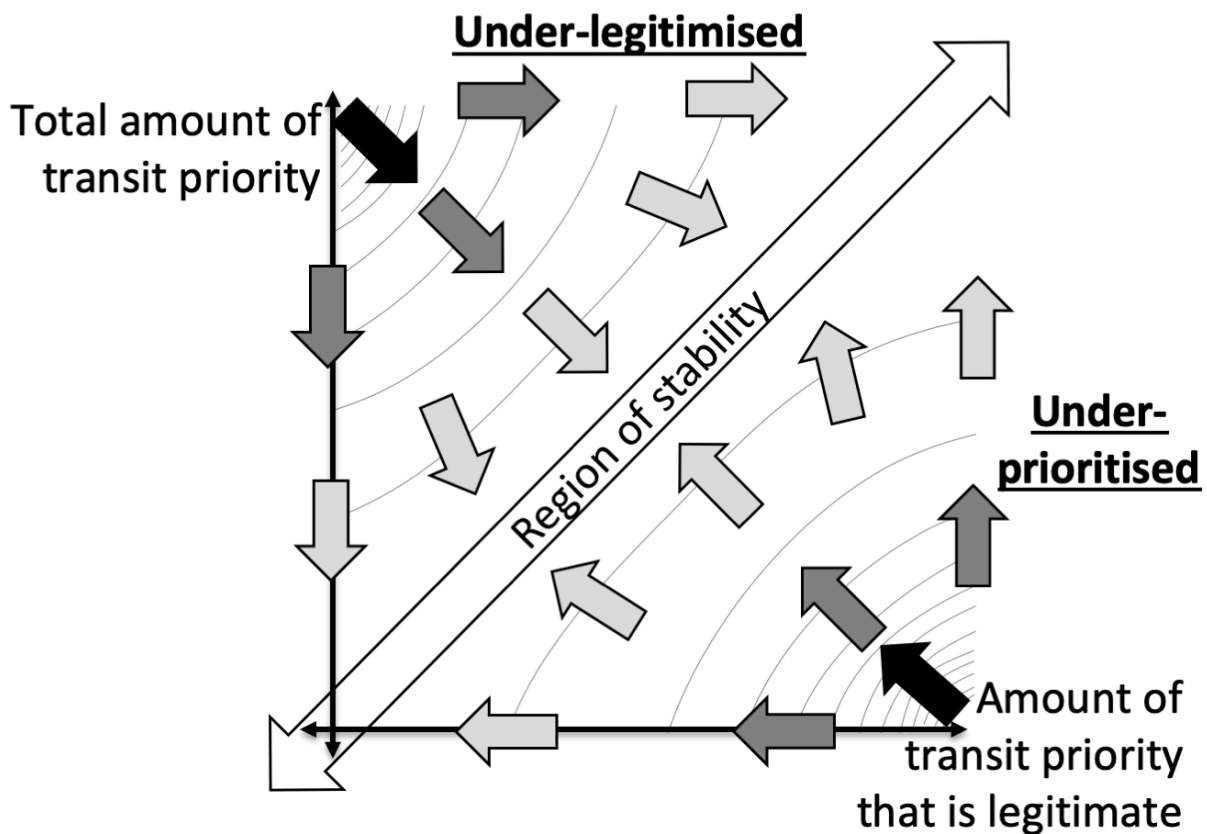 Under-legitimised
Total amount of
transit priority
Region of stability
Under-
prioritised
Amount of
transit priority
that is legitimate